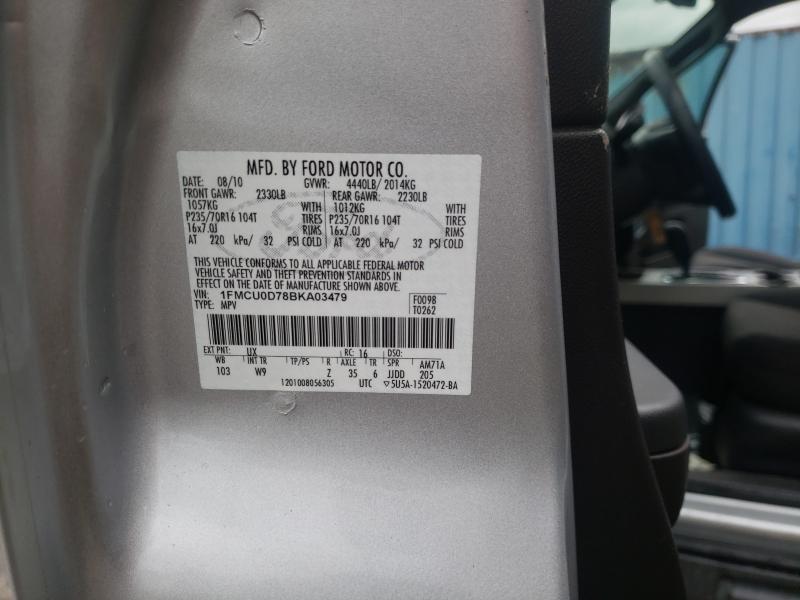 MFD. BY FORD MOTOR CO.
DATE: 08/10 GVWR: 4440LB/ 2014KG
FRONT GAWR: 2330LB REAR GAWR: 2230LB
1057KG WITH 1012KG WITH
P235/70R16 104T TIRES P235/70R16 104T TIRES
16x7.0J RIMS 16x7.0J RIMS
AT 220 kPa/ 32 PSI COLD AT 220 kPa/ 32 PSI COLD
THIS VEHICLE CONFORMS TO ALL APPLICABLE FEDERAL MOTOR
VEHICLE SAFETY AND THEFT PREVENTION STANDARDS IN
EFFECT ON THE DATE OF MANUFACTURE SHOWN ABOVE.
VIN: 1FMCU0D78BKA03479 F0098
TYPE: MPV T0262
EXT PNT: UX RC: 16 DSO:
WB INT TR TP/PS R AXLE TR SPR AM71A
103 W9 Z 35 6 JJDD 205
1201008056305 UTC ▽5U5A-1520472-BA